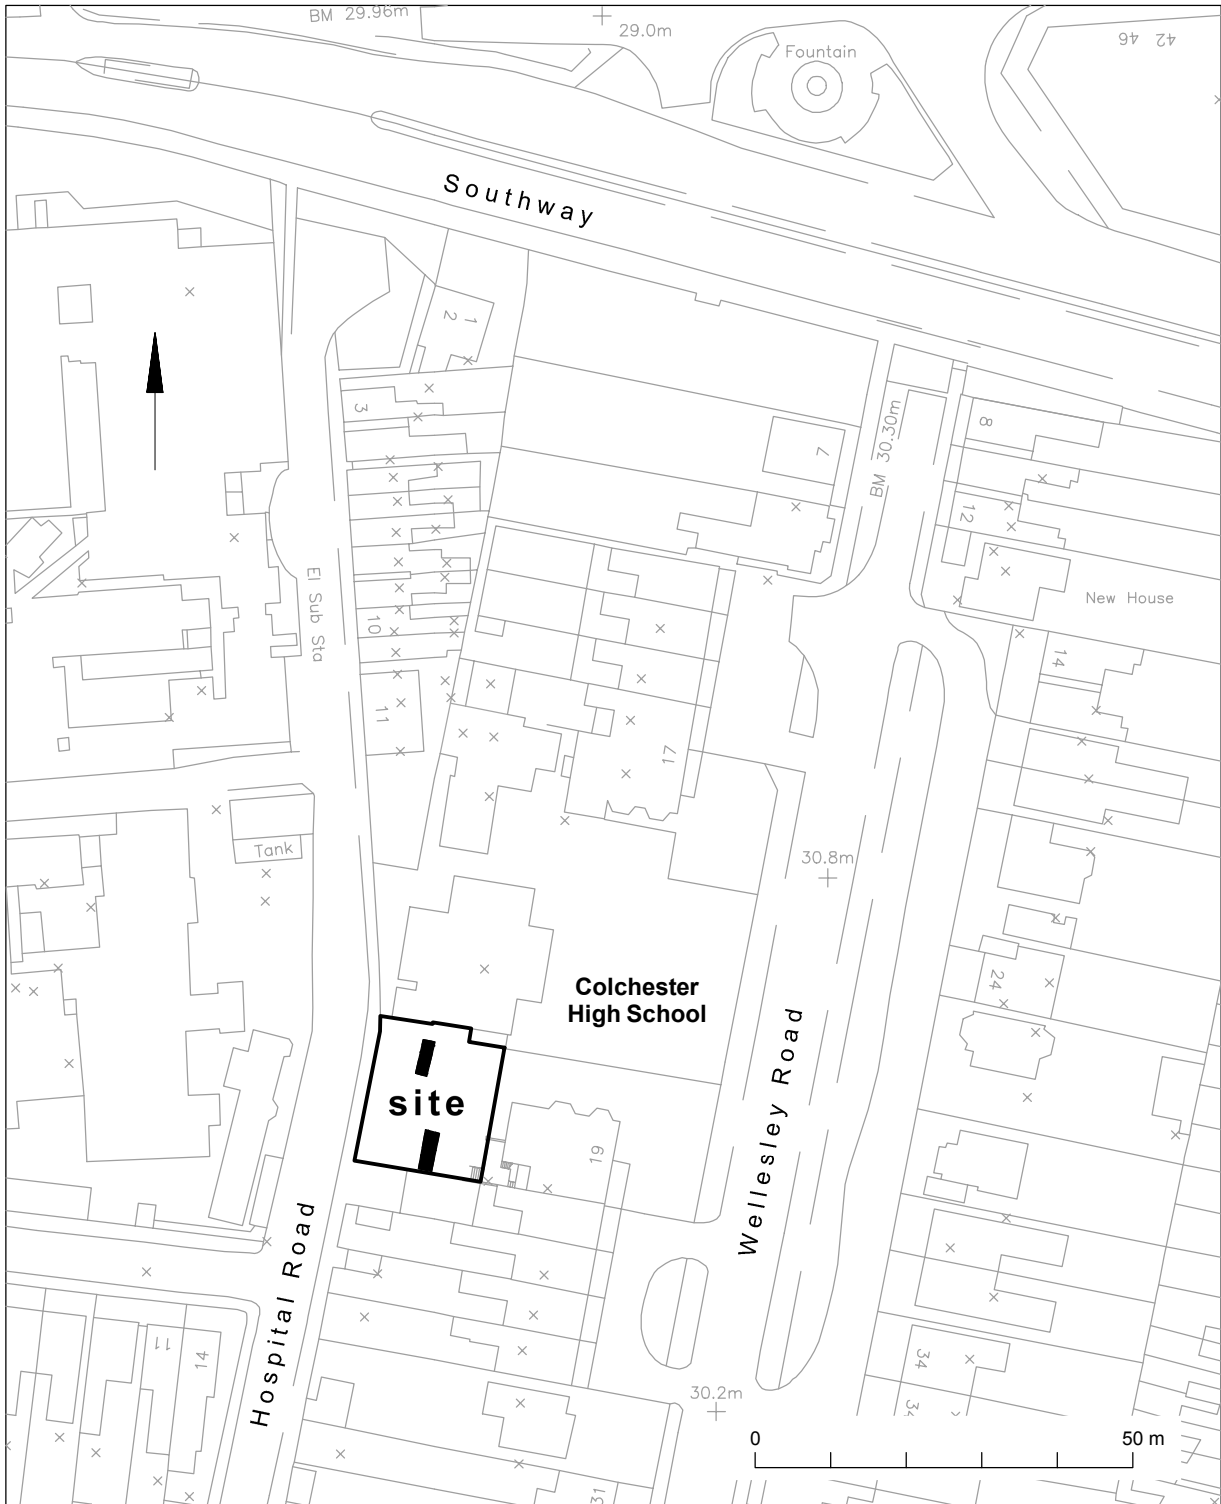 BM 29.96m
29.0m
Fountain
42 46
Southway
1
2
3
7
BM 30.30m
8
12
El Sub Sta
10
New House
14
11
17
Tank
30.8m
Colchester
High School
24
Wellesley Road
site
19
Hospital Road
11
14
34
30.2m
0 50 m
31